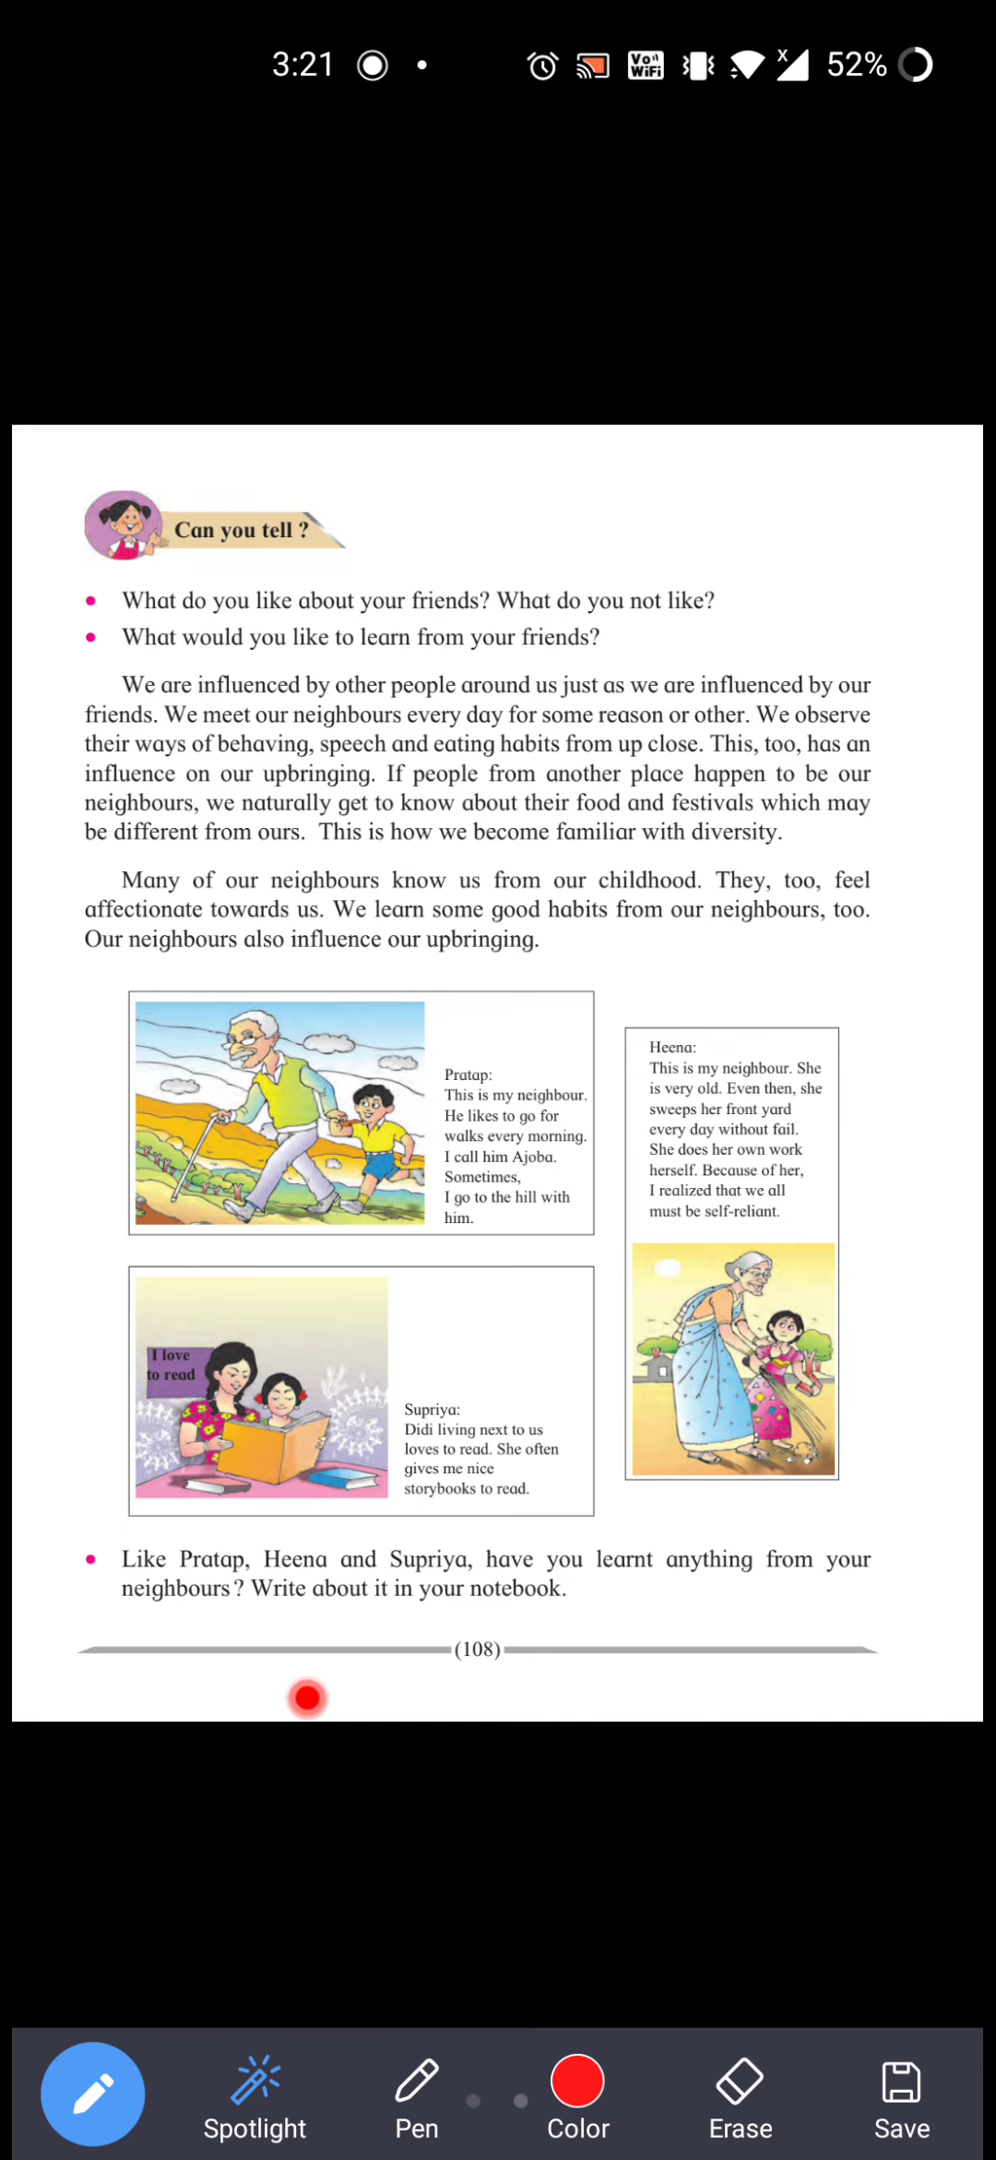 3:21
Vo))
WiFi
X
52%
Can you tell ?
• What do you like about your friends? What do you not like?
• What would you like to learn from your friends?
We are influenced by other people around us just as we are influenced by our
friends. We meet our neighbours every day for some reason or other. We observe
their ways of behaving, speech and eating habits from up close. This, too, has an
influence on our upbringing. If people from another place happen to be our
neighbours, we naturally get to know about their food and festivals which may
be different from ours. This is how we become familiar with diversity.
Many of our neighbours know us from our childhood. They, too, feel
affectionate towards us. We learn some good habits from our neighbours, too.
Our neighbours also influence our upbringing.
Pratap:
This is my neighbour.
He likes to go for
walks every morning.
I call him Ajoba.
Sometimes,
I go to the hill with
him.
Heena:
This is my neighbour. She
is very old. Even then, she
sweeps her front yard
every day without fail.
She does her own work
herself. Because of her,
I realized that we all
must be self-reliant.
I love
to read
Supriya:
Didi living next to us
loves to read. She often
gives me nice
storybooks to read.
• Like Pratap, Heena and Supriya, have you learnt anything from your
neighbours? Write about it in your notebook.
(108)
Spotlight
Pen
Color
Erase
Save